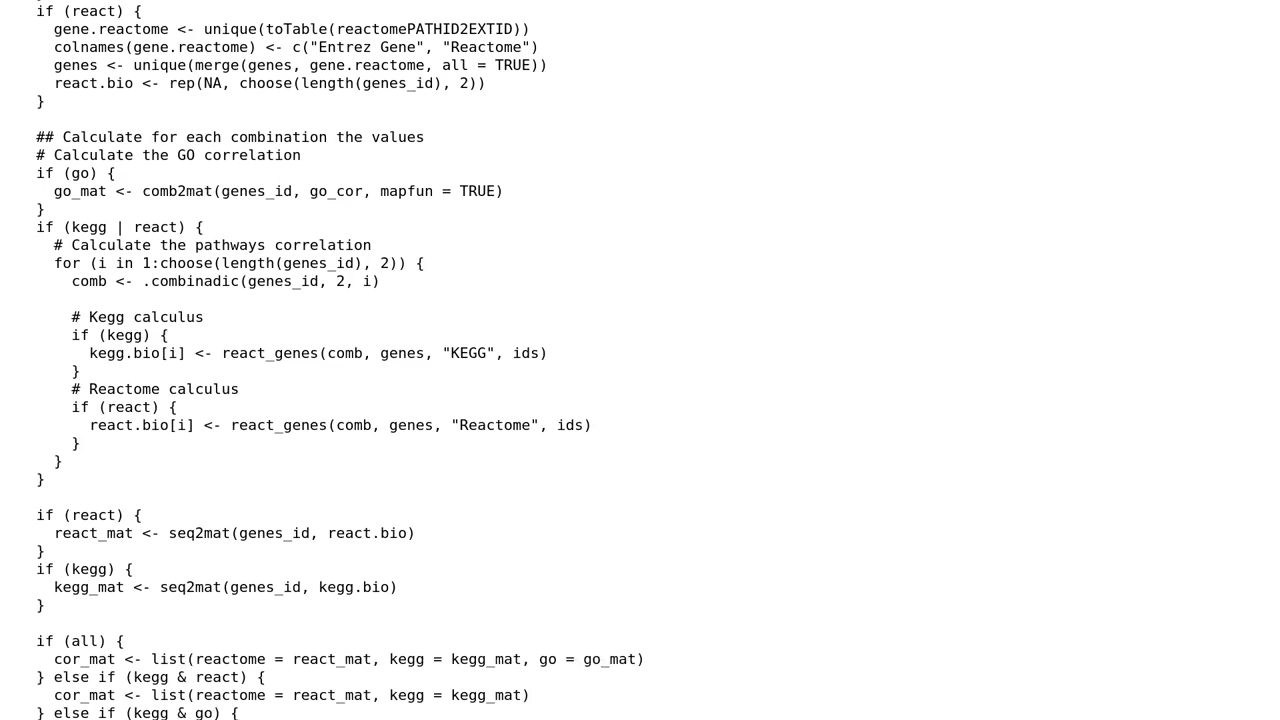 if (react) {
gene.reactome <- unique(toTable(reactomePATHID2EXTID))
colnames(gene.reactome) <- c("Entrez Gene", "Reactome")
genes <- unique(merge(genes, gene.reactome, all = TRUE))
react.bio <- rep(NA, choose(length(genes_id), 2))
}
## Calculate for each combination the values
# Calculate the GO correlation
if (go) {
go_mat <- comb2mat(genes_id, go_cor, mapfun = TRUE)
}
if (kegg | react) {
# Calculate the pathways correlation
for (i in 1:choose(length(genes_id), 2)) {
comb <- .combinadic(genes_id, 2, i)
# Kegg calculus
if (kegg) {
kegg.bio[i] <- react_genes(comb, genes, "KEGG", ids)
}
# Reactome calculus
if (react) {
react.bio[i] <- react_genes(comb, genes, "Reactome", ids)
}
}
}
if (react) {
react_mat <- seq2mat(genes_id, react.bio)
}
if (kegg) {
kegg_mat <- seq2mat(genes_id, kegg.bio)
}
if (all) {
cor_mat <- list(reactome = react_mat, kegg = kegg_mat, go = go_mat)
} else if (kegg & react) {
cor_mat <- list(reactome = react_mat, kegg = kegg_mat)
} else if (kegg & go) {